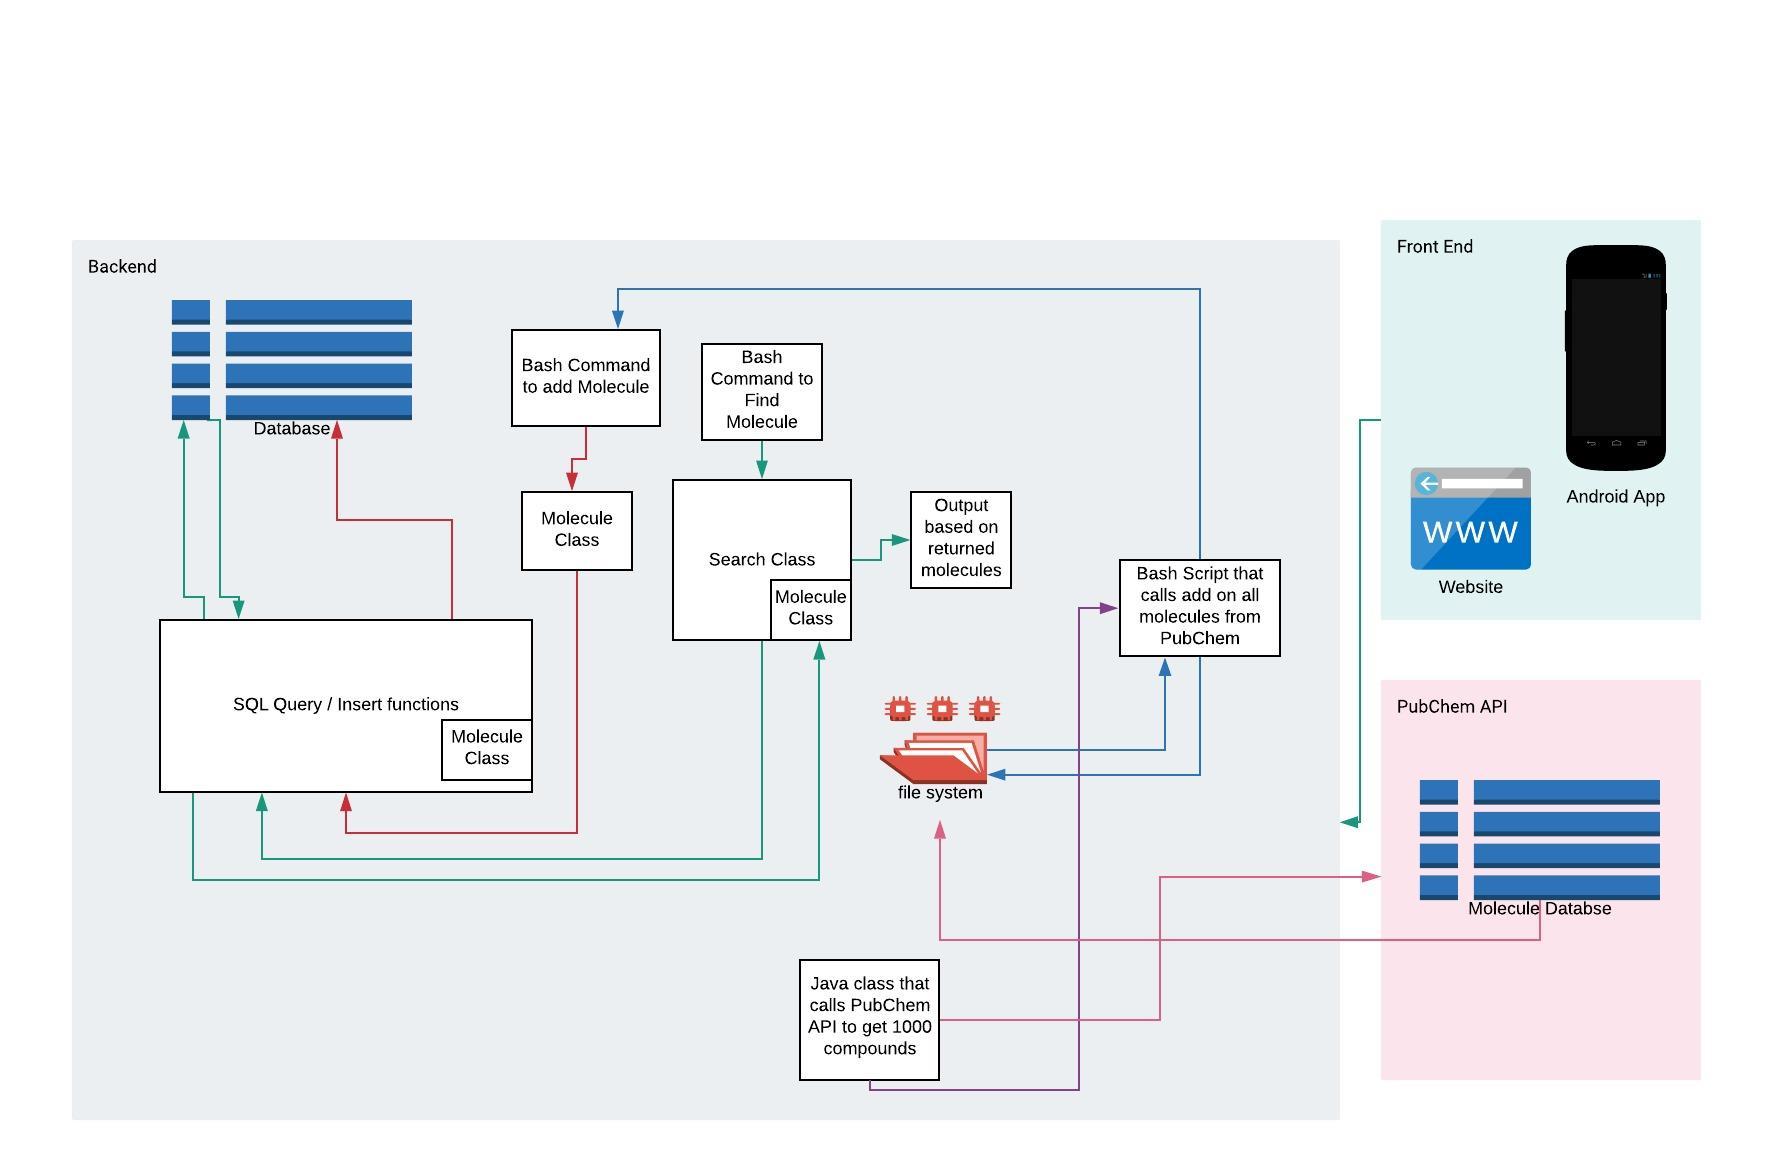 Backend
Database
Bash Command
to add Molecule
Bash
Command to
Find
Molecule
Molecule
Class
Search Class
Molecule
Class
Output
based on
returned
molecules
Bash Script that
calls add on all
molecules from
PubChem
SQL Query / Insert functions
Molecule
Class
file system
Java class that
calls PubChem
API to get 1000
compounds
Front End
Android App
WWW
Website
PubChem API
Molecule Databse